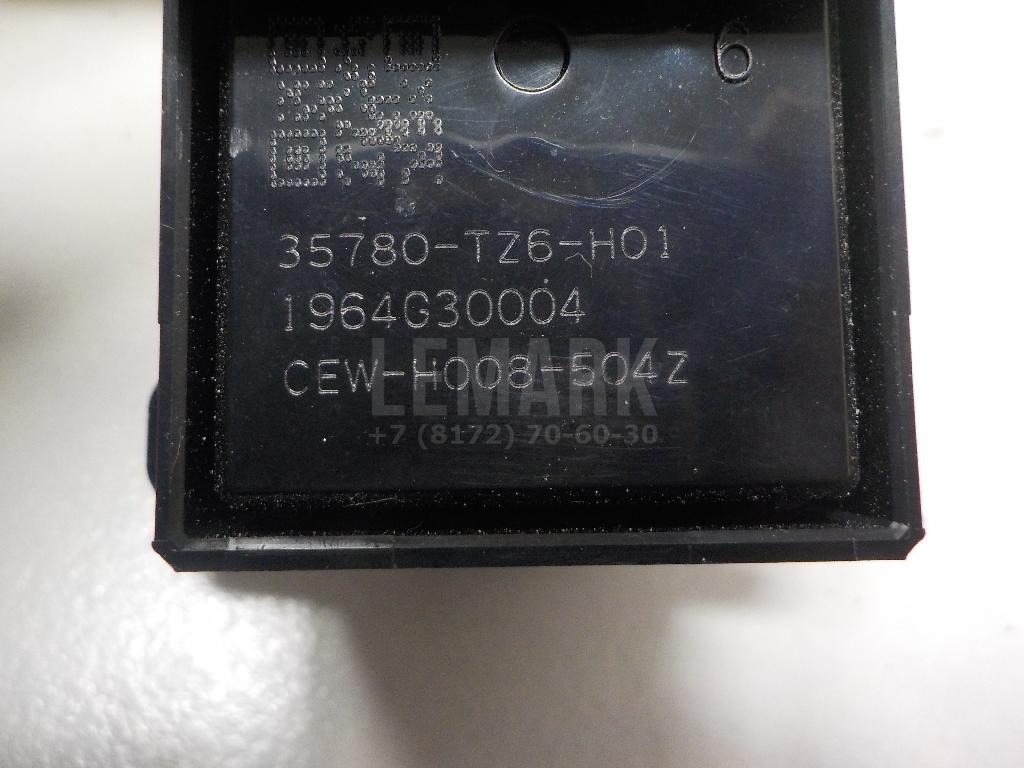 6
35780-TZ6-H01
1964G30004
CEW-H008-504Z
LEMARK
+7 (8172) 70-60-30